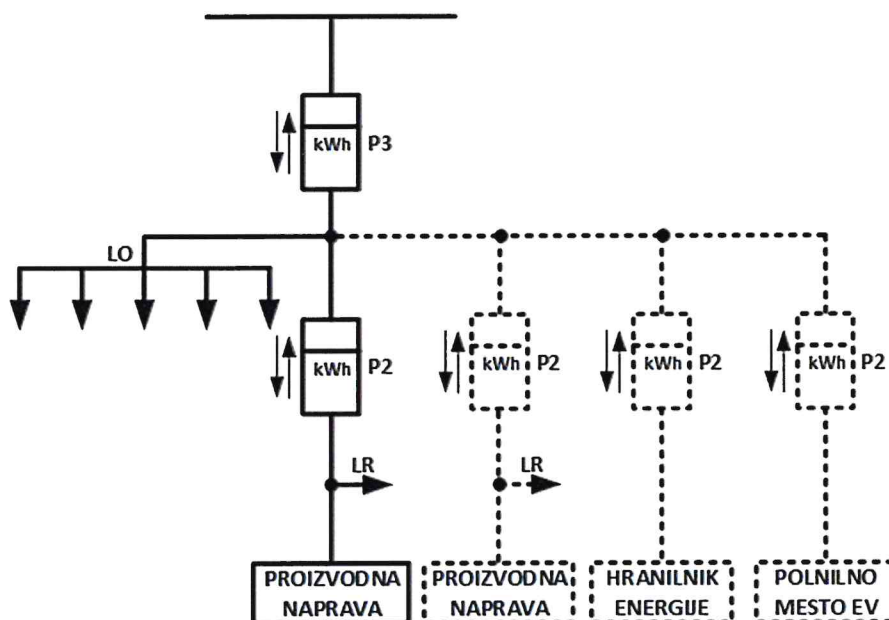 kWh P3
LO
kWh P2
kWh P2
kWh P2
kWh P2
LR
LR
PROIZVODNA
NAPRAVA
PROIZVODNA
NAPRAVA
HRANILNIK
ENERGIJE
POLNILNO
MESTO EV